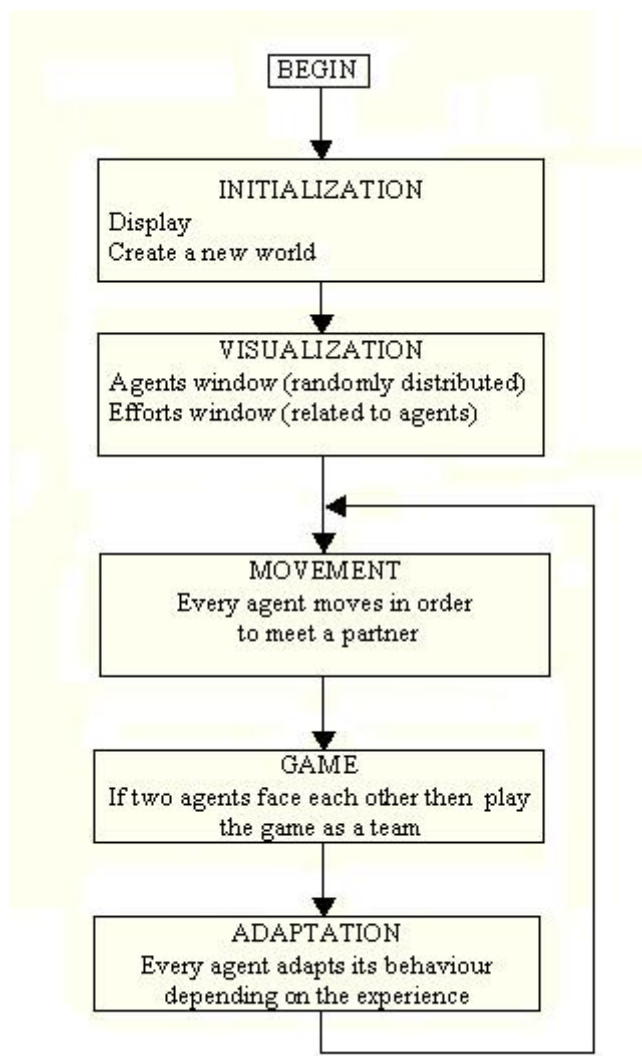 BEGIN
INITIALIZATION
Display
Create a new world
VISUALIZATION
Agents window (randomly distributed)
Efforts window (related to agents)
MOVEMENT
Every agent moves in order
to meet a partner
GAME
If two agents face each other then play
the game as a team
ADAPTATION
Every agent adapts its behaviour
depending on the experience